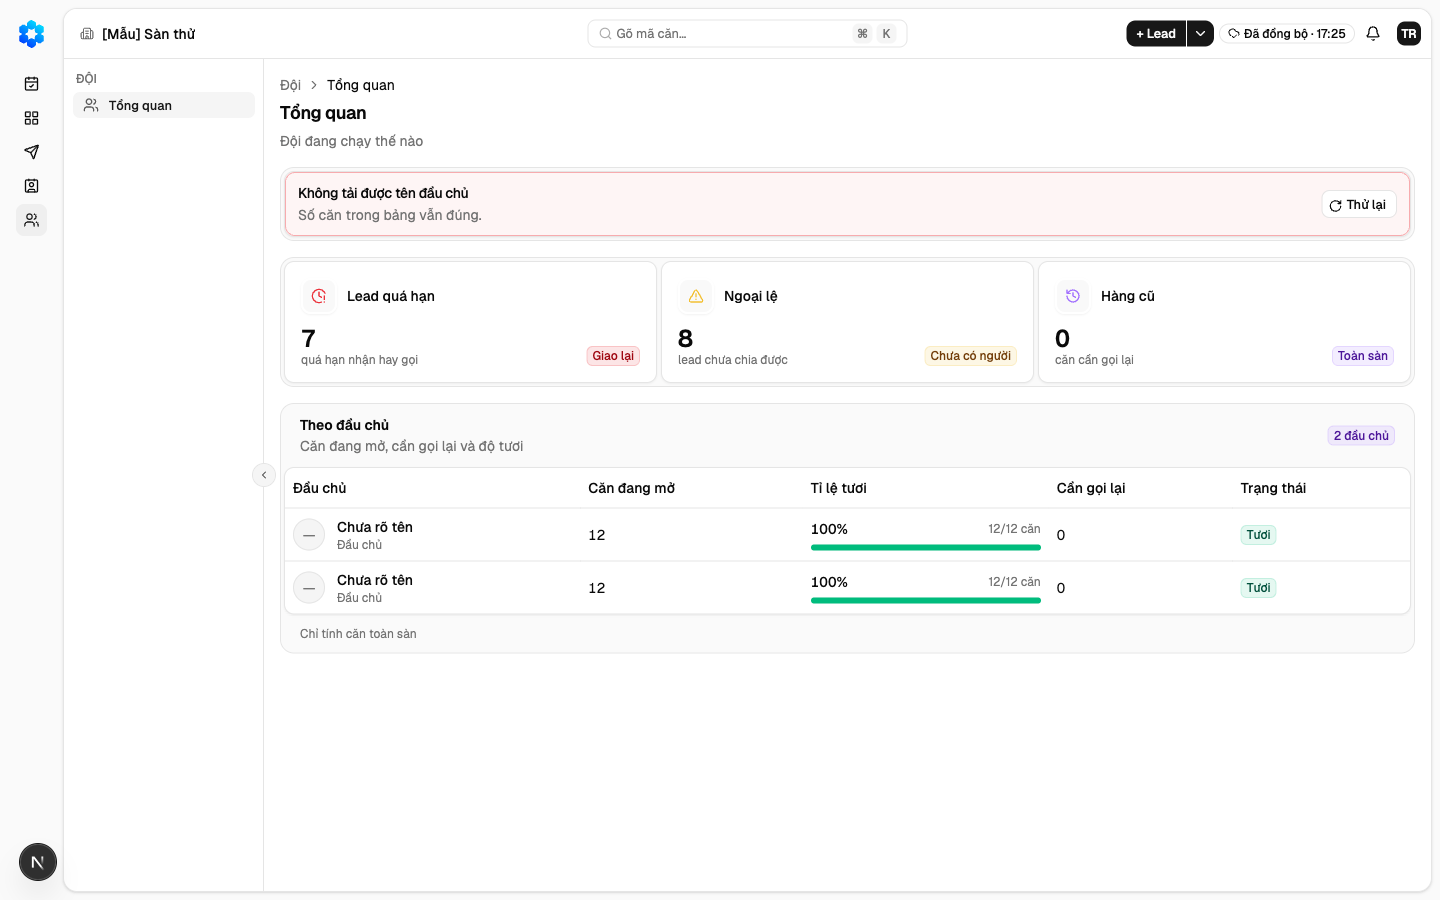 [Mẫu] Sàn thử
Gõ mã căn...
⌘ K
+ Lead
Đã đồng bộ · 17:25
TR
ĐỘI
Tổng quan
Đội > Tổng quan
Tổng quan
Đội đang chạy thế nào
Không tải được tên đầu chủ
Số căn trong bảng vẫn đúng.
Thử lại
Lead quá hạn
7
quá hạn nhận hay gọi
Giao lại
Ngoại lệ
8
lead chưa chia được
Chưa có người
Hàng cũ
0
căn cần gọi lại
Toàn sàn
Theo đầu chủ
Căn đang mở, cần gọi lại và độ tươi
2 đầu chủ
Đầu chủ Căn đang mở Tỉ lệ tươi Cần gọi lại Trạng thái
— Chưa rõ tên 12 100% 12/12 căn 0 Tươi
Đầu chủ
— Chưa rõ tên 12 100% 12/12 căn 0 Tươi
Đầu chủ
Chỉ tính căn toàn sàn
N